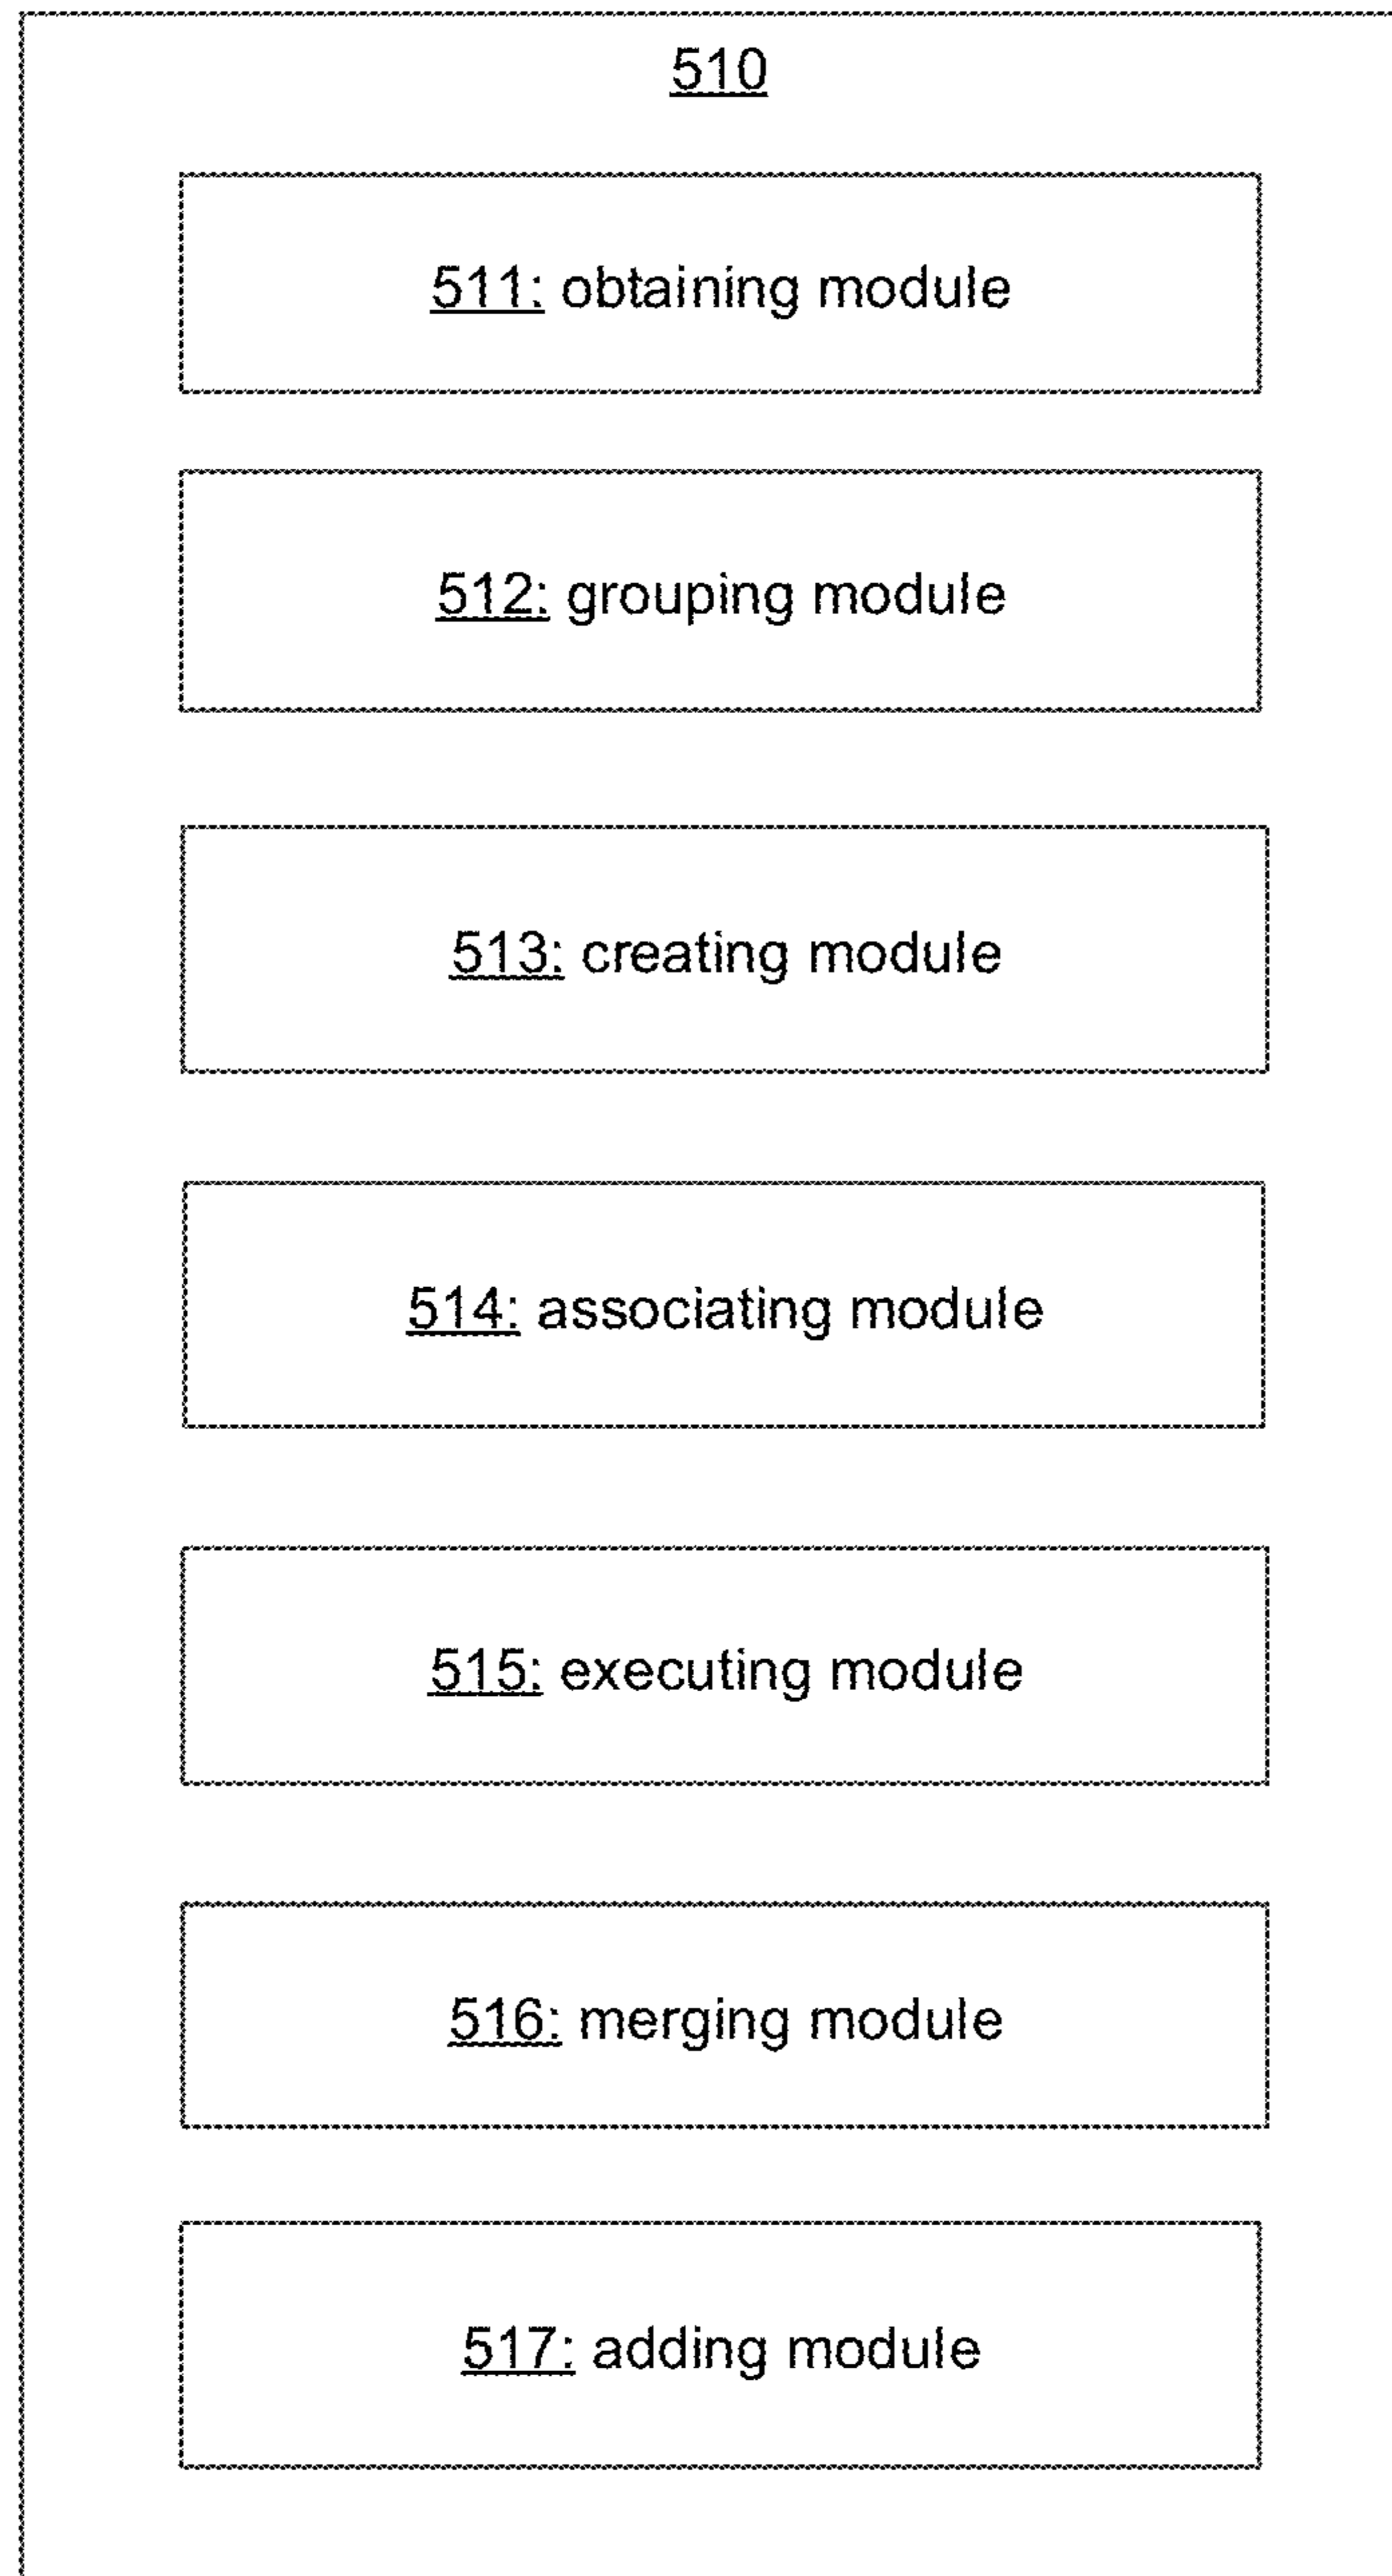 510
511: obtaining module
512: grouping module
513: creating module
514: associating module
515: executing module
516: merging module
517: adding module